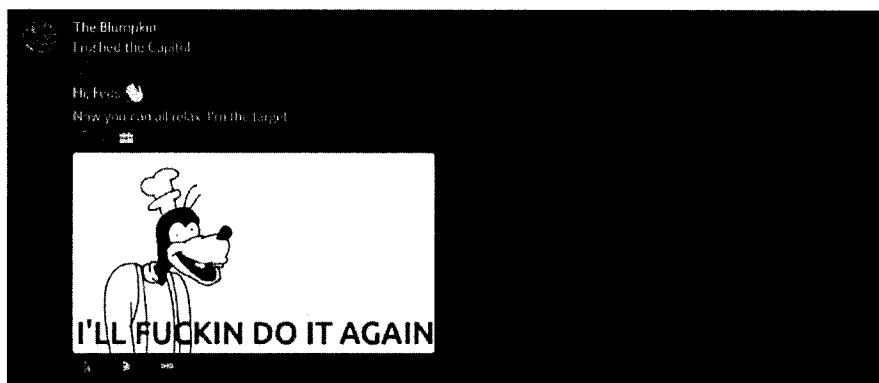 The Blumpkin
I rushed the Capitol
Hi, Feds 👋
Now you can all relax. I'm the target
I'LL FUCKIN DO IT AGAIN